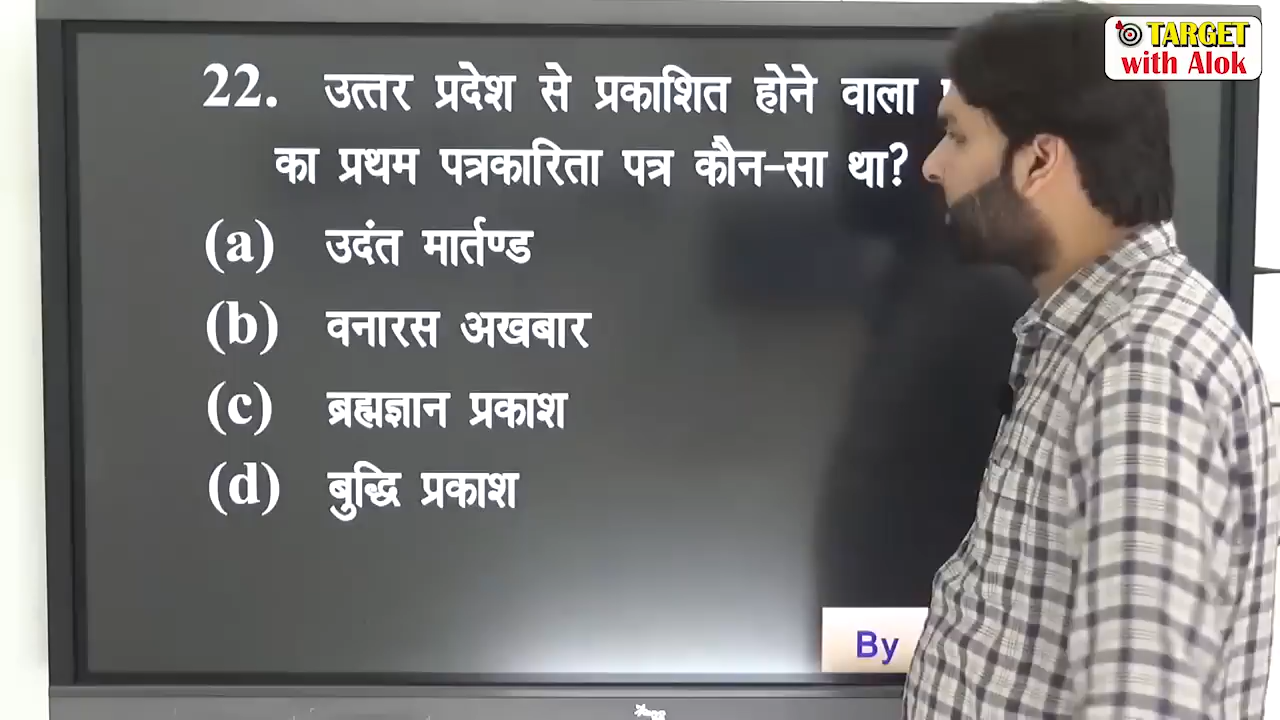 TARGET
with Alok
22. उत्तर प्रदेश से प्रकाशित होने वाला
का प्रथम पत्रकारिता पत्र कौन-सा था?
(a) उदंत मार्तण्ड
(b) वनारस अखबार
(c) ब्रह्मज्ञान प्रकाश
(d) बुद्धि प्रकाश
By